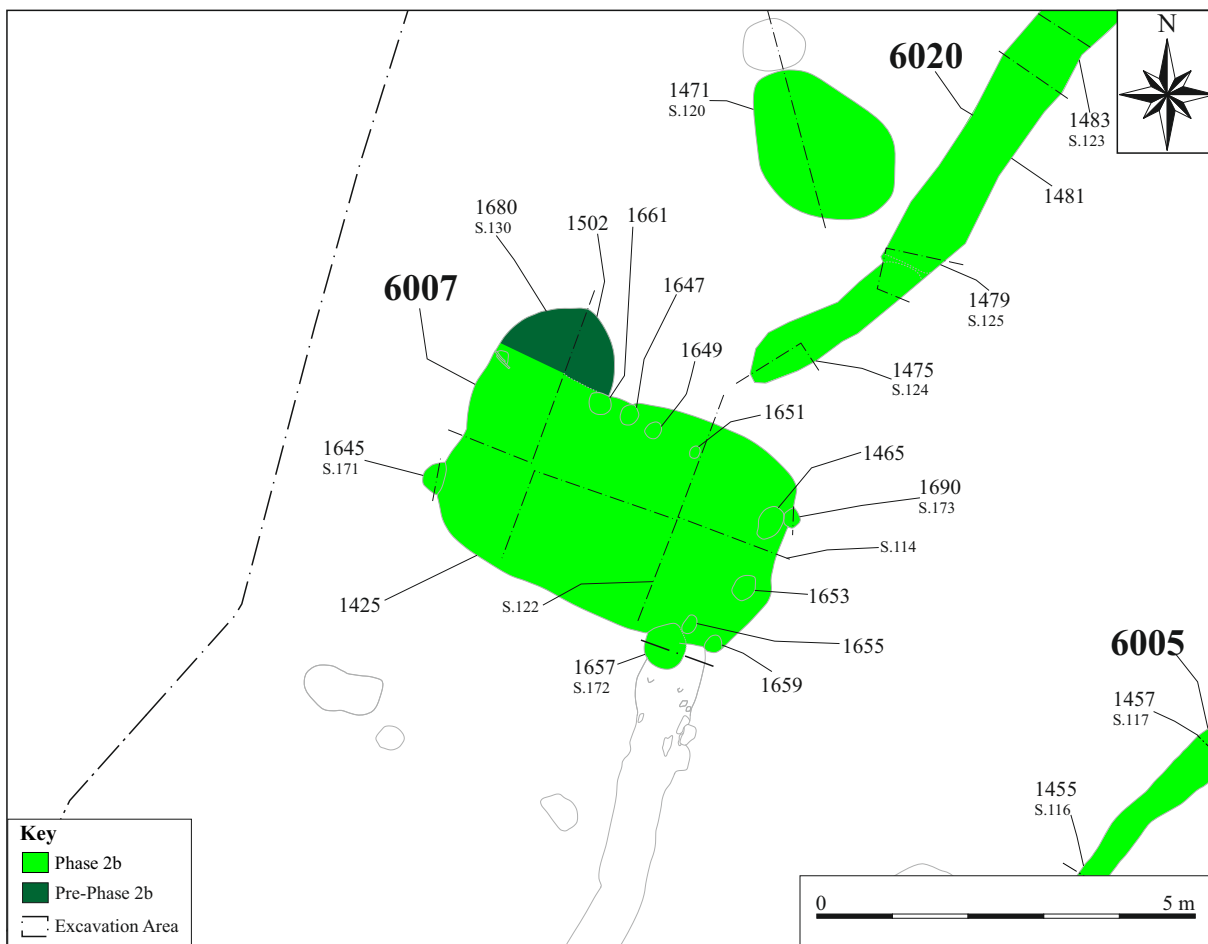 N
6020
1471
S.120
1483
S.123
1481
1680
S.130
1502
1661
6007
1647
1479
S.125
1649
1475
S.124
1651
1645
S.171
1465
1690
S.173
S.114
1425
S.122
1653
1655
1657
S.172
1659
6005
1457
S.117
1455
S.116
Key
Phase 2b
Pre-Phase 2b
Excavation Area
0
5 m